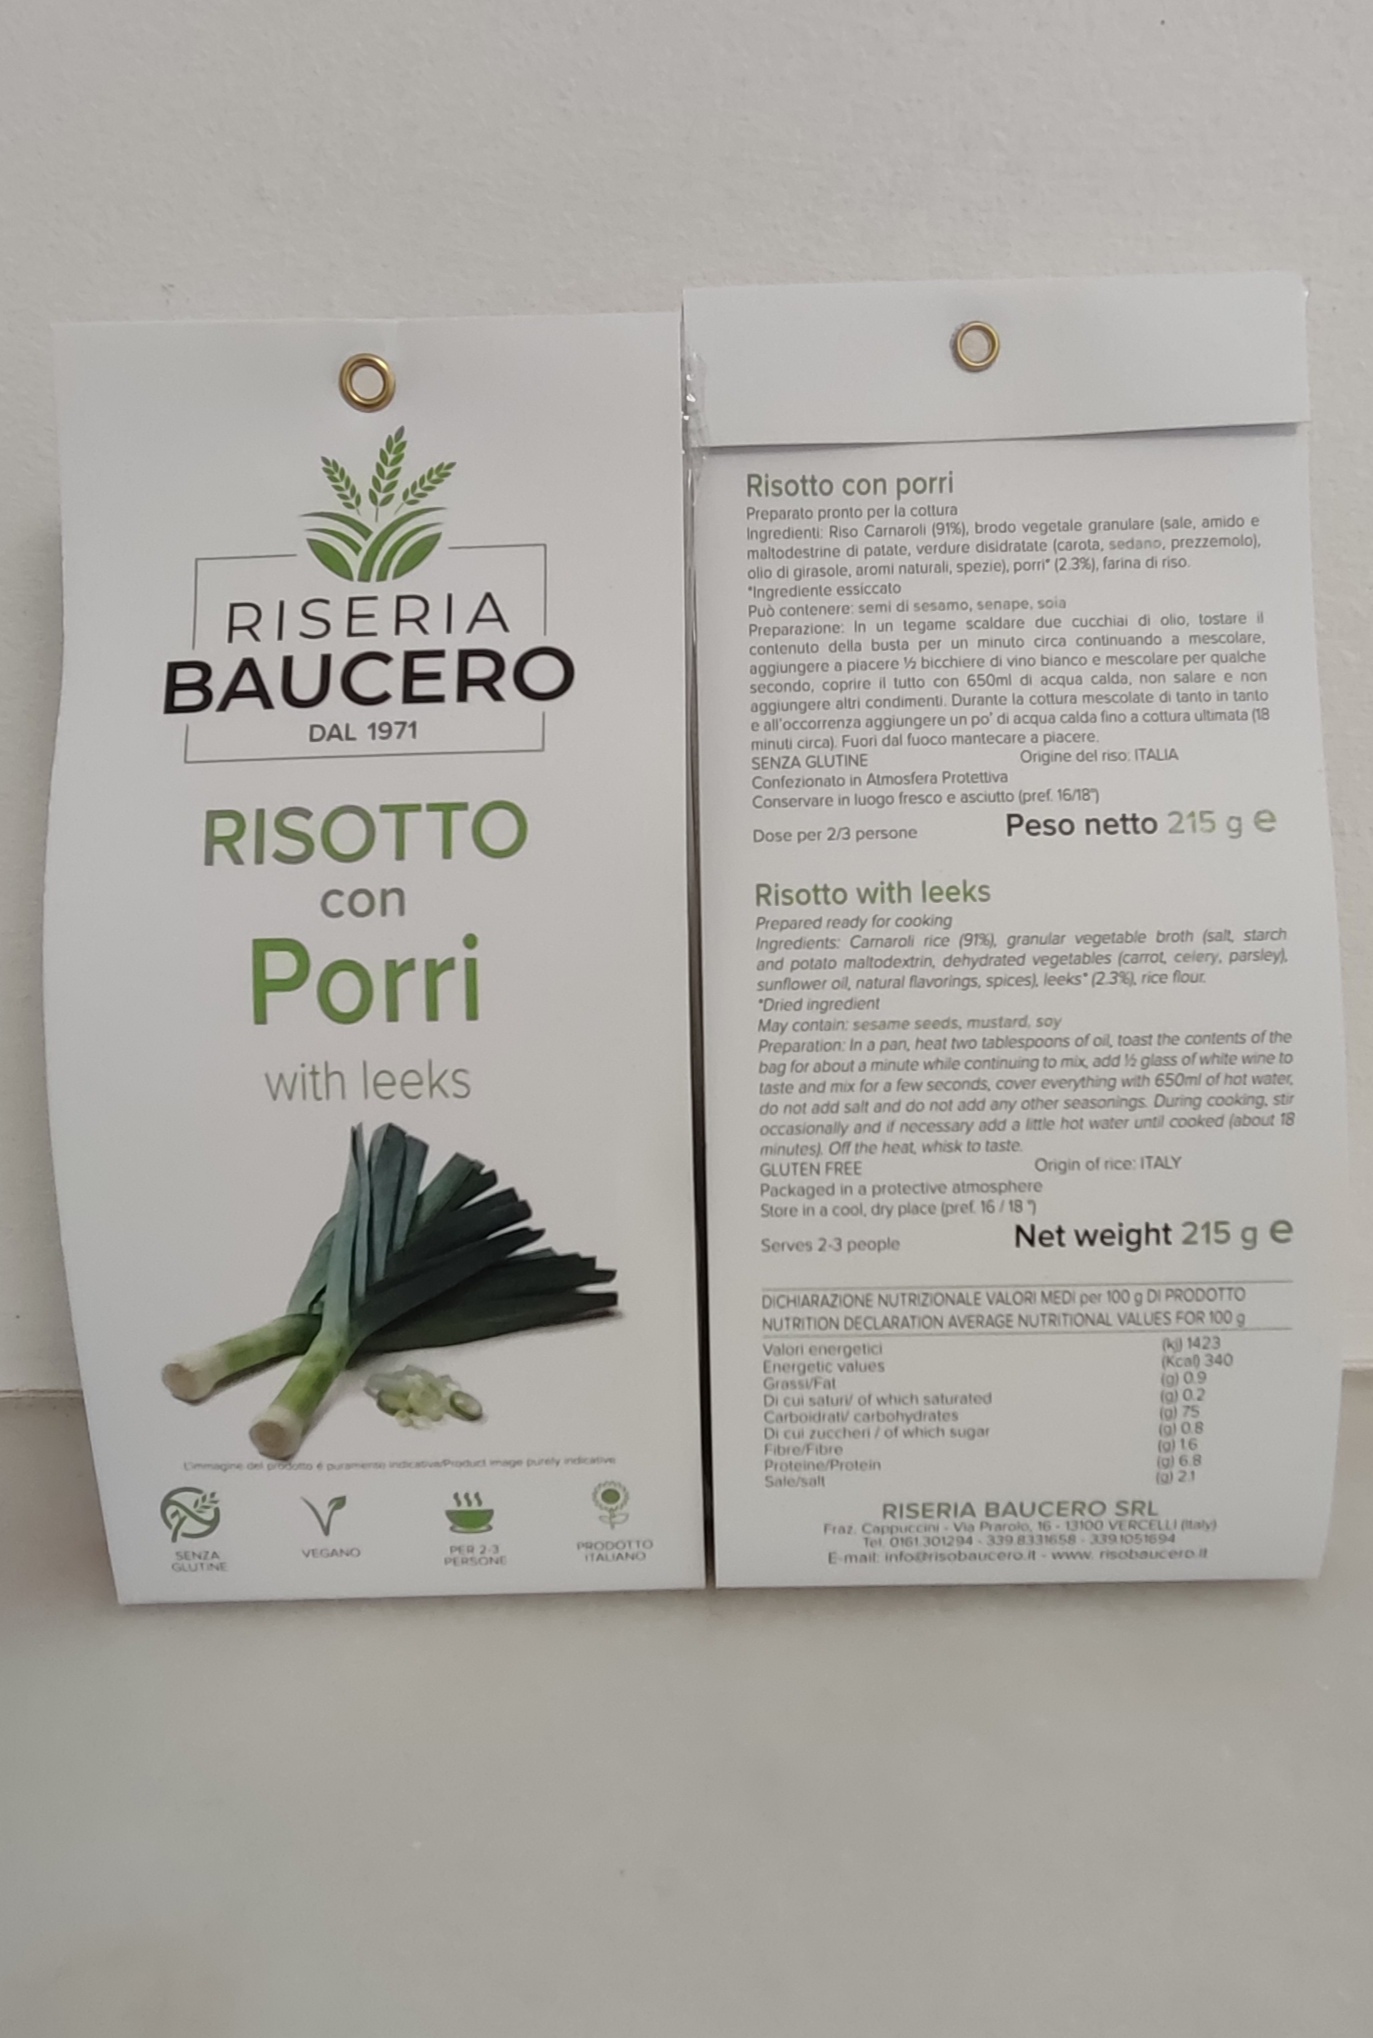 RISERIA
BAUCERO
DAL 1971
RISOTTO
con
Porri
with leeks
L'immagine del prodotto é puramente indicativa/Product image purely indicative
SENZA
GLUTINE
VEGANO
PER 2-3
PERSONE
PRODOTTO
ITALIANO
Risotto con porri
Preparato pronto per la cottura
Ingredienti: Riso Carnaroli (91%), brodo vegetale granulare (sale, amido e
maltodestrine di patate, verdure disidratate (carota, sedano, prezzemolo),
olio di girasole, aromi naturali, spezie), porri* (2.3%), farina di riso.
*Ingrediente essiccato
Può contenere: semi di sesamo, senape, soia
Preparazione: In un tegame scaldare due cucchiai di olio, tostare il
contenuto della busta per un minuto circa continuando a mescolare,
aggiungere a piacere ½ bicchiere di vino bianco e mescolare per qualche
secondo, coprire il tutto con 650ml di acqua calda, non salare e non
aggiungere altri condimenti. Durante la cottura mescolate di tanto in tanto
e all'occorrenza aggiungere un po' di acqua calda fino a cottura ultimata (18
minuti circa). Fuori dal fuoco mantecare a piacere.
SENZA GLUTINE Origine del riso: ITALIA
Confezionato in Atmosfera Protettiva
Conservare in luogo fresco e asciutto (pref. 16/18°)
Dose per 2/3 persone Peso netto 215 g e
Risotto with leeks
Prepared ready for cooking
Ingredients: Carnaroli rice (91%), granular vegetable broth (salt, starch
and potato maltodextrin, dehydrated vegetables (carrot, celery, parsley),
sunflower oil, natural flavorings, spices), leeks* (2.3%), rice flour.
*Dried ingredient
May contain: sesame seeds, mustard, soy
Preparation: In a pan, heat two tablespoons of oil, toast the contents of the
bag for about a minute while continuing to mix, add ½ glass of white wine to
taste and mix for a few seconds, cover everything with 650ml of hot water,
do not add salt and do not add any other seasonings. During cooking, stir
occasionally and if necessary add a little hot water until cooked (about 18
minutes). Off the heat, whisk to taste.
GLUTEN FREE Origin of rice: ITALY
Packaged in a protective atmosphere
Store in a cool, dry place (pref. 16 / 18 °)
Serves 2-3 people Net weight 215 g e
DICHIARAZIONE NUTRIZIONALE VALORI MEDI per 100 g DI PRODOTTO
NUTRITION DECLARATION AVERAGE NUTRITIONAL VALUES FOR 100 g
Valori energetici (kj) 1423
Energetic values (Kcal) 340
Grassi/Fat (g) 0.9
Di cui saturi/ of which saturated (g) 0.2
Carboidrati/ carbohydrates (g) 75
Di cui zuccheri / of which sugar (g) 0.8
Fibre/Fibre (g) 1.6
Proteine/Protein (g) 6.8
Sale/salt (g) 2.1
RISERIA BAUCERO SRL
Fraz. Cappuccini - Via Prarolo, 16 - 13100 VERCELLI (Italy)
Tel. 0161.301294 - 339.8331658 - 339.1051694
E-mail: info@risobaucero.it - www. risobaucero.it